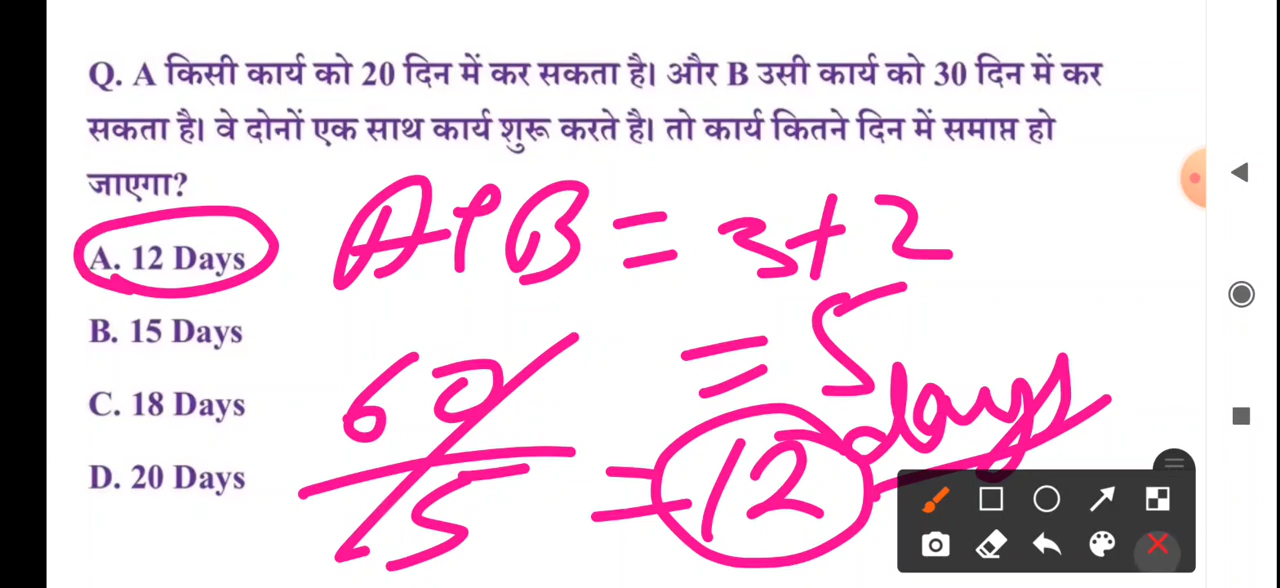 Q. A किसी कार्य को 20 दिन में कर सकता है। और B उसी कार्य को 30 दिन में कर
सकता है। वे दोनों एक साथ कार्य शुरू करते है। तो कार्य कितने दिन में समाप्त हो
जाएगा?
A+B = 3+2
A. 12 Days
= 5
B. 15 Days
60/5 = 12 days
C. 18 Days
D. 20 Days